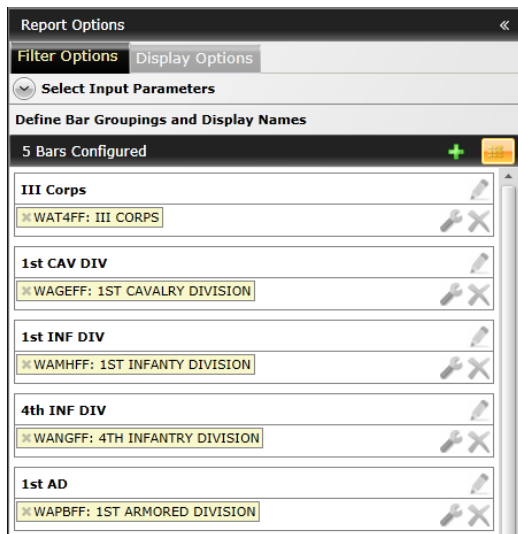 Report Options «
Filter Options Display Options
Select Input Parameters
Define Bar Groupings and Display Names
5 Bars Configured
III Corps
WAT4FF: III CORPS
1st CAV DIV
WAGEFF: 1ST CAVALRY DIVISION
1st INF DIV
WAMHFF: 1ST INFANTY DIVISION
4th INF DIV
WANGFF: 4TH INFANTRY DIVISION
1st AD
WAPBFF: 1ST ARMORED DIVISION